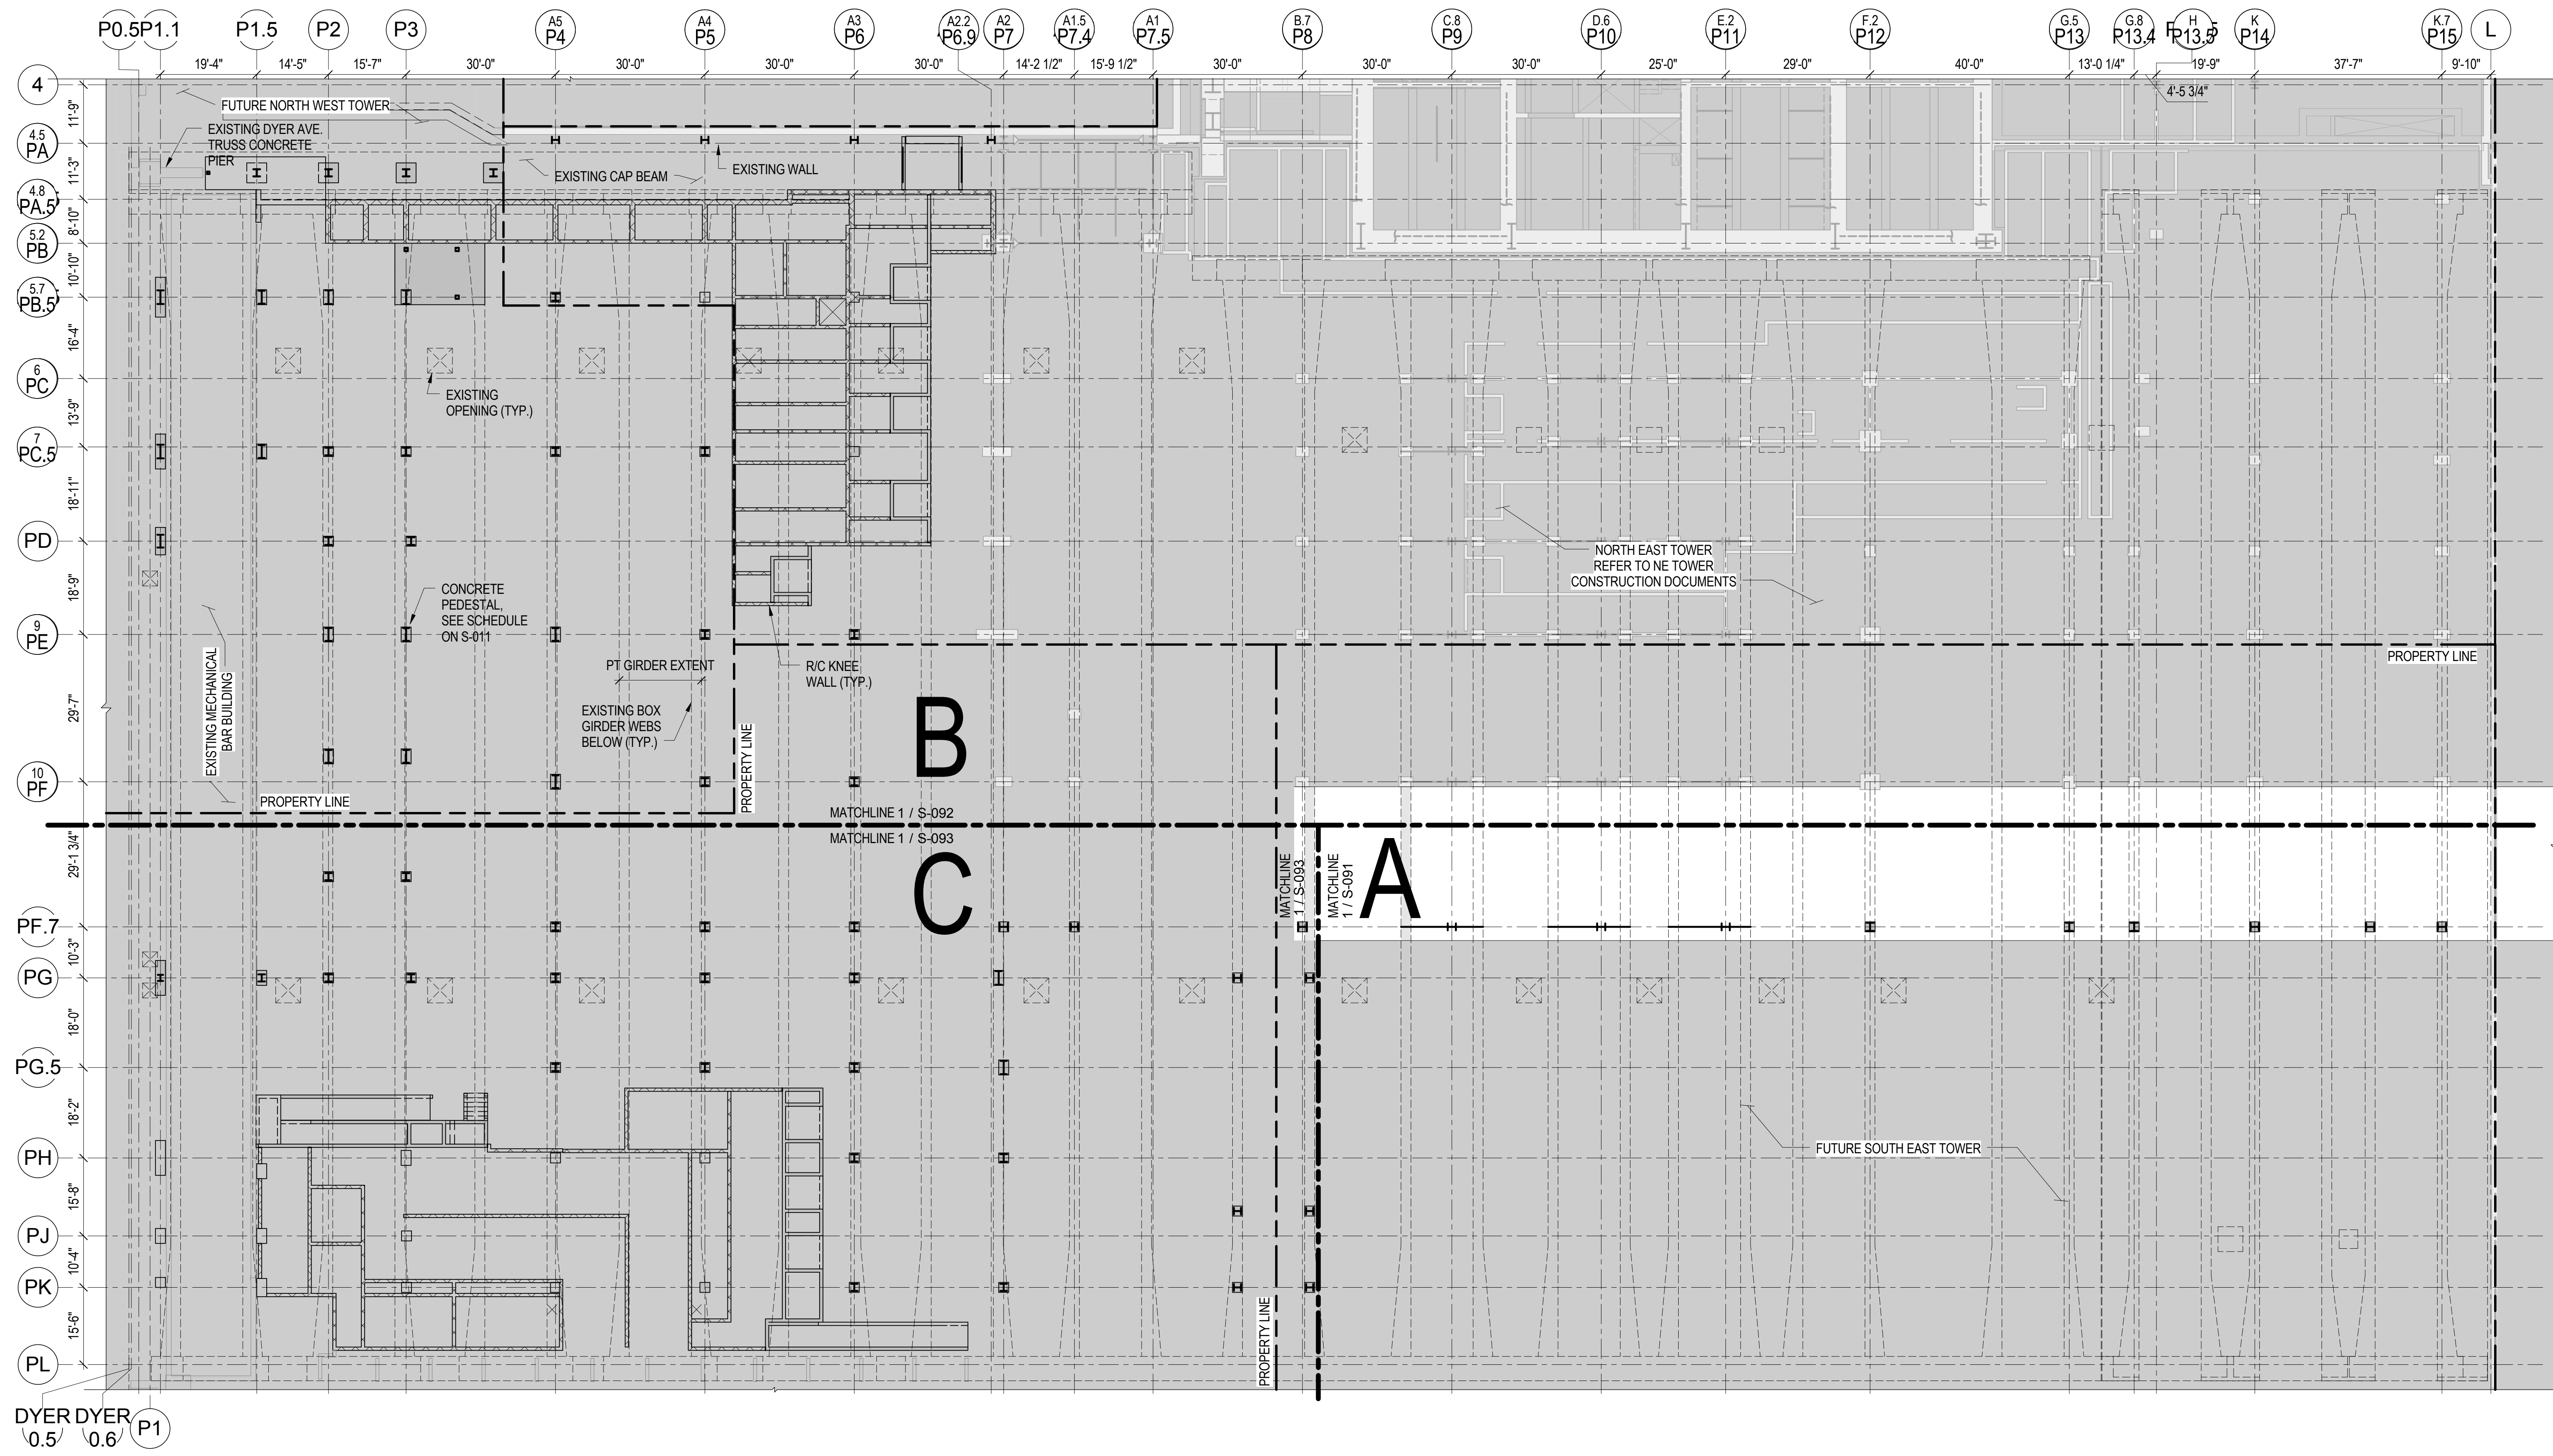 P0.5
P1.1
P1.5
P2
P3
A5
P4
A4
P5
A3
P6
A2.2
P6.9
A2
P7
A1.5
P7.4
A1
P7.5
B.7
P8
C.8
P9
D.6
P10
E.2
P11
F.2
P12
G.5
P13
G.8
P13.4
H
P13.5
K
P14
K.7
P15
L
19'-4"
14'-5"
15'-7"
30'-0"
30'-0"
30'-0"
30'-0"
14'-2 1/2"
15'-9 1/2"
30'-0"
30'-0"
30'-0"
25'-0"
29'-0"
40'-0"
13'-0 1/4"
19'-9"
37'-7"
9'-10"
4'-5 3/4"
4
11'-9"
4.5
PA
11'-3"
4.8
PA.5
8'-10"
5.2
PB
10'-10"
5.7
PB.5
16'-4"
6
PC
13'-9"
7
PC.5
18'-11"
PD
18'-9"
9
PE
29'-7"
10
PF
29'-1 3/4"
PF.7
10'-3"
PG
18'-0"
PG.5
18'-2"
PH
15'-8"
PJ
10'-4"
PK
15'-6"
PL
DYER
0.5
DYER
0.6
P1
FUTURE NORTH WEST TOWER
EXISTING DYER AVE.
TRUSS CONCRETE
PIER
EXISTING CAP BEAM
EXISTING WALL
EXISTING
OPENING (TYP.)
CONCRETE
PEDESTAL,
SEE SCHEDULE
ON S-011
NORTH EAST TOWER
REFER TO NE TOWER
CONSTRUCTION DOCUMENTS
EXISTING MECHANICAL
BAR BUILDING
PT GIRDER EXTENT
R/C KNEE
WALL (TYP.)
EXISTING BOX
GIRDER WEBS
BELOW (TYP.)
PROPERTY LINE
PROPERTY LINE
PROPERTY LINE
B
MATCHLINE 1 / S-092
MATCHLINE 1 / S-093
C
MATCHLINE
1 / S-093
MATCHLINE
1 / S-091
A
FUTURE SOUTH EAST TOWER
PROPERTY LINE